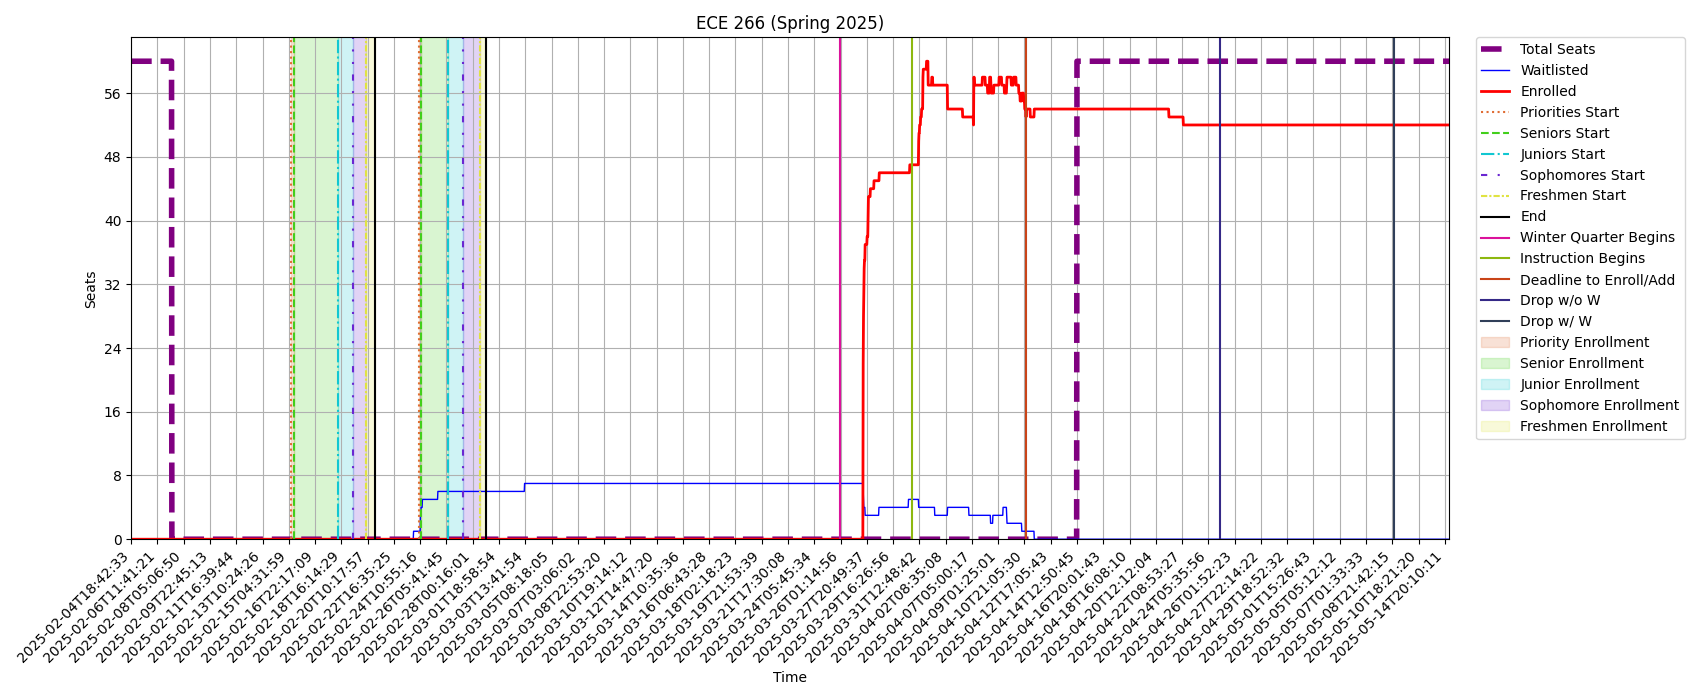 ECE 266 (Spring 2025)
Seats
56
48
40
32
24
16
8
0
2025-02-04T18:42:33
2025-02-06T11:41:21
2025-02-08T05:06:50
2025-02-09T22:45:13
2025-02-11T16:39:44
2025-02-13T10:24:26
2025-02-15T04:31:59
2025-02-16T22:17:09
2025-02-18T16:14:29
2025-02-20T10:17:57
2025-02-22T16:35:25
2025-02-24T10:55:16
2025-02-26T05:41:45
2025-02-28T00:16:01
2025-03-01T18:58:54
2025-03-03T13:41:54
2025-03-05T08:18:05
2025-03-07T03:06:02
2025-03-08T22:53:20
2025-03-10T19:14:12
2025-03-12T14:47:20
2025-03-14T10:35:36
2025-03-16T06:43:28
2025-03-18T02:18:23
2025-03-19T21:53:39
2025-03-21T17:30:08
2025-03-24T05:45:34
2025-03-26T01:14:56
2025-03-27T20:49:37
2025-03-29T16:26:56
2025-03-31T12:48:42
2025-04-02T08:35:08
2025-04-07T05:00:17
2025-04-09T01:25:01
2025-04-10T21:05:30
2025-04-12T17:05:43
2025-04-14T12:50:45
2025-04-16T20:01:43
2025-04-18T16:08:10
2025-04-20T12:12:04
2025-04-22T08:53:27
2025-04-24T04:35:56
2025-04-26T01:52:23
2025-04-27T22:14:22
2025-04-29T18:52:32
2025-05-01T15:26:43
2025-05-05T05:12:12
2025-05-07T01:33:33
2025-05-08T21:42:15
2025-05-10T18:21:20
2025-05-14T20:10:11
Time
Total Seats
Waitlisted
Enrolled
Priorities Start
Seniors Start
Juniors Start
Sophomores Start
Freshmen Start
End
Winter Quarter Begins
Instruction Begins
Deadline to Enroll/Add
Drop w/o W
Drop w/ W
Priority Enrollment
Senior Enrollment
Junior Enrollment
Sophomore Enrollment
Freshmen Enrollment